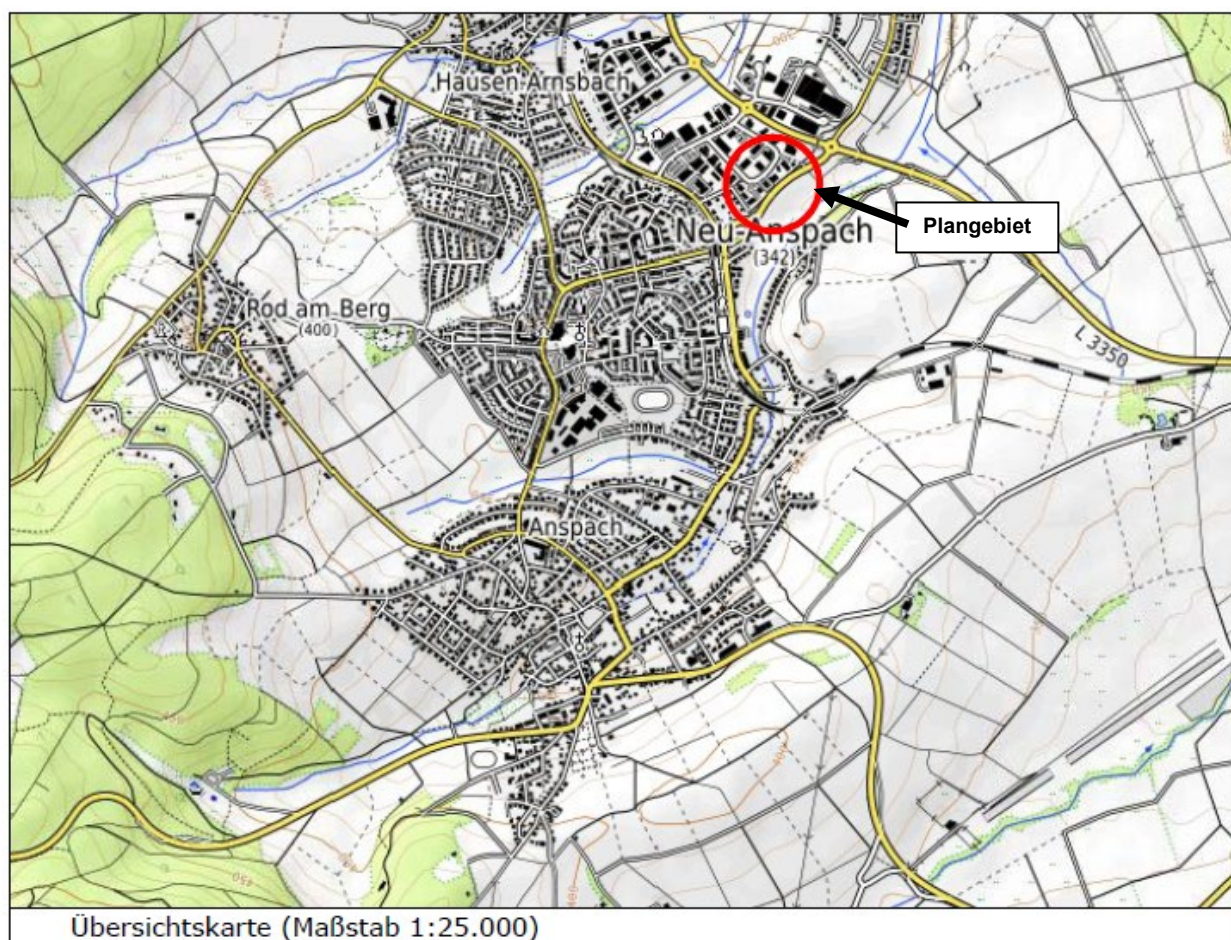 Hausen-Arnsbach
Neu-Anspach
(342)
Plangebiet
Rod am Berg
(400)
L 3350
Anspach
Übersichtskarte (Maßstab 1:25.000)